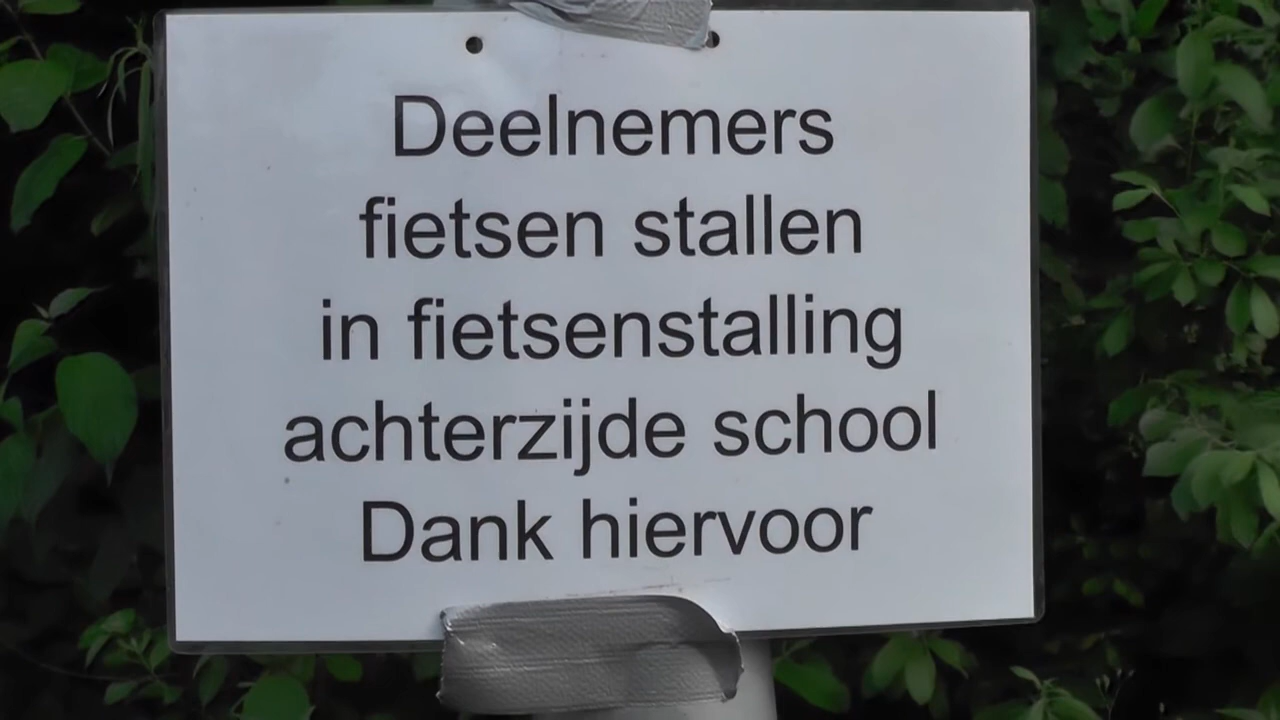 Deelnemers
fietsen stallen
in fietsenstalling
achterzijde school
Dank hiervoor